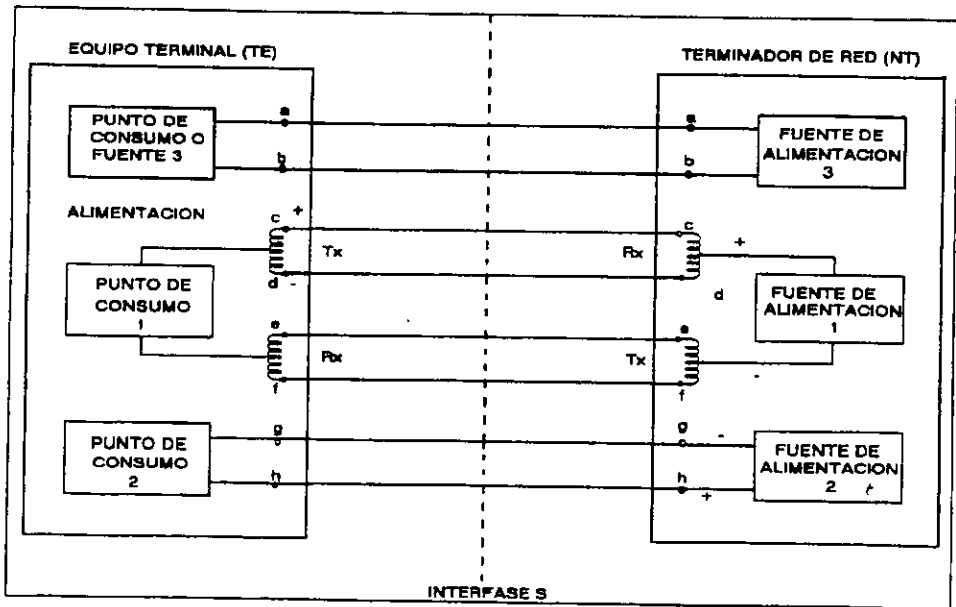 EQUIPO TERMINAL (TE)
TERMINADOR DE RED (NT)
PUNTO DE
CONSUMO O
FUENTE 3
a
b
a
b
FUENTE DE
ALIMENTACION
3
ALIMENTACION
c +
Tx
d -
Rx
c
+
d
PUNTO DE
CONSUMO
1
FUENTE DE
ALIMENTACION
1
e
Rx
f
e
Tx
f
-
PUNTO DE
CONSUMO
2
g
h
g -
h +
FUENTE DE
ALIMENTACION
2
INTERFASE S